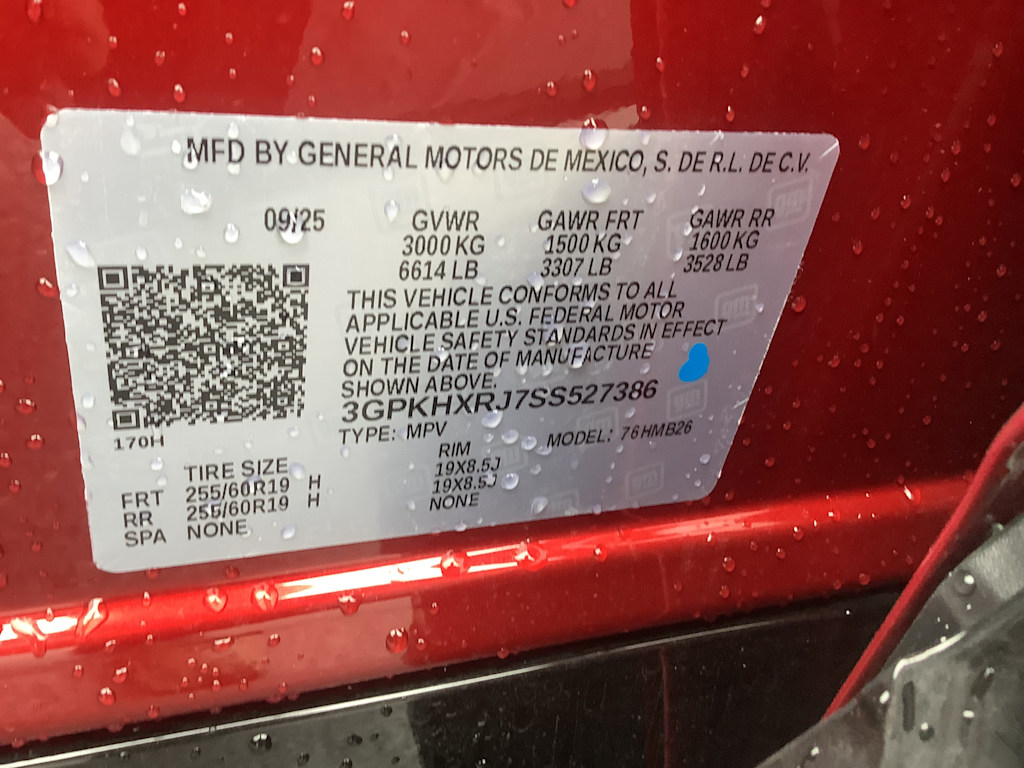 MFD BY GENERAL MOTORS DE MEXICO, S. DE R.L. DE C.V.
09/25 GVWR GAWR FRT GAWR RR
3000 KG 1500 KG 1600 KG
6614 LB 3307 LB 3528 LB
THIS VEHICLE CONFORMS TO ALL
APPLICABLE U.S. FEDERAL MOTOR
VEHICLE SAFETY STANDARDS IN EFFECT
ON THE DATE OF MANUFACTURE
SHOWN ABOVE.
3GPKHXRJ7SS527386
170H TYPE: MPV MODEL: 76HMB26
TIRE SIZE RIM
FRT 255/60R19 H 19X8.5J
RR 255/60R19 H 19X8.5J
SPA NONE NONE